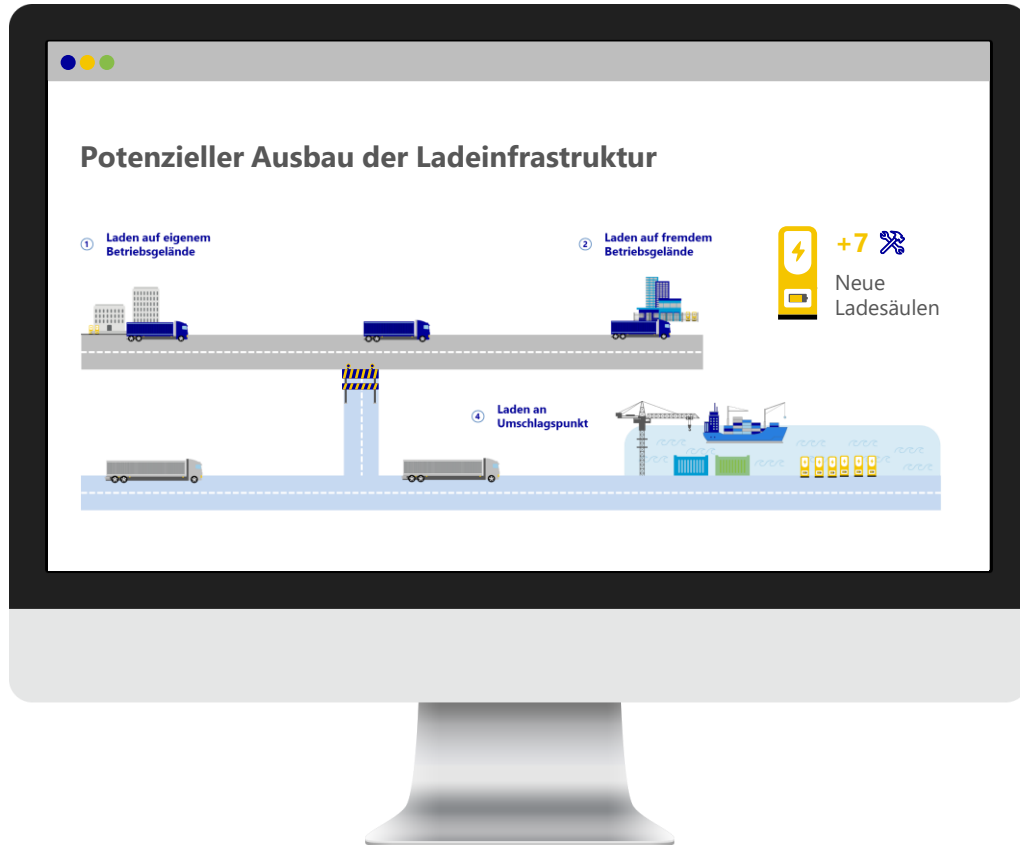 Potenzieller Ausbau der Ladeinfrastruktur
1 Laden auf eigenem
Betriebsgelände
2 Laden auf fremdem
Betriebsgelände
+7
Neue
Ladesäulen
4 Laden an
Umschlagspunkt